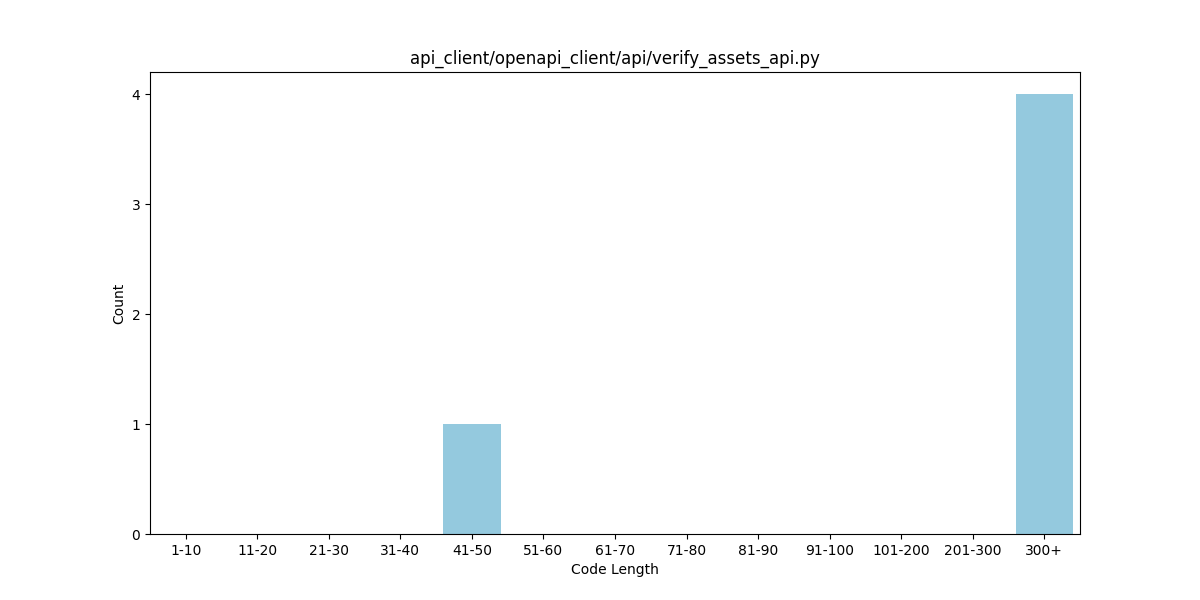 api_client/openapi_client/api/verify_assets_api.py
Count
4
3
2
1
0
1-10 11-20 21-30 31-40 41-50 51-60 61-70 71-80 81-90 91-100 101-200 201-300 300+
Code Length